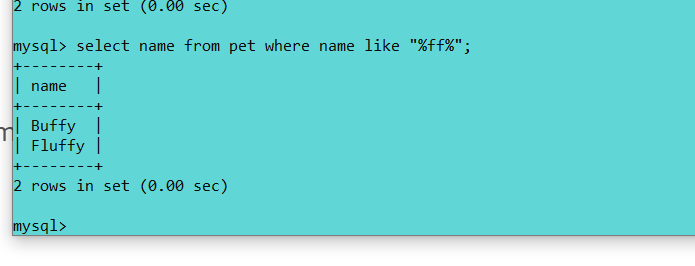 2 rows in set (0.00 sec)
mysql> select name from pet where name like "%ff%";
+--------+
| name   |
+--------+
| Buffy  |
| Fluffy |
+--------+
2 rows in set (0.00 sec)
mysql>